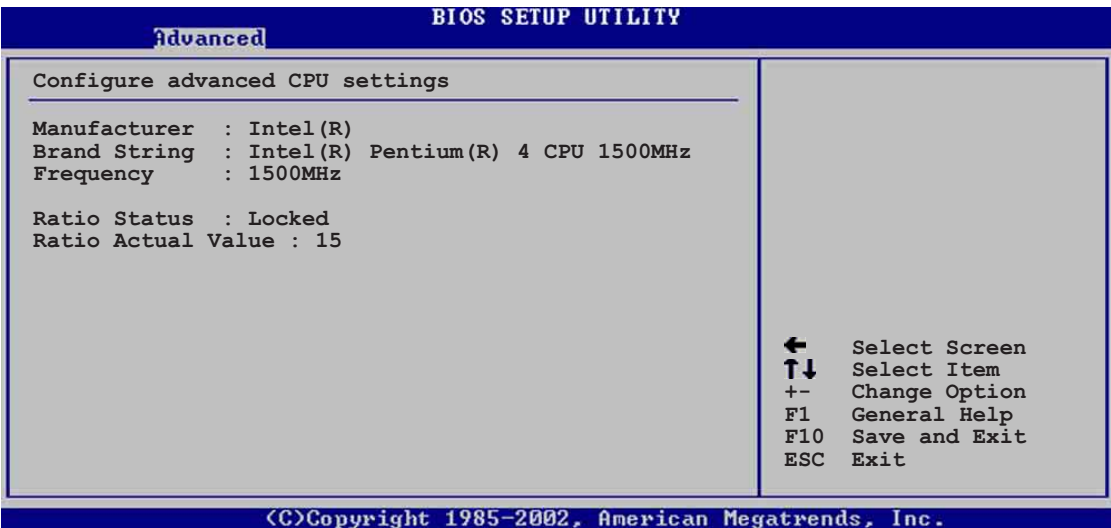 BIOS SETUP UTILITY
Advanced
Configure advanced CPU settings
Manufacturer : Intel(R)
Brand String : Intel(R) Pentium(R) 4 CPU 1500MHz
Frequency : 1500MHz
Ratio Status : Locked
Ratio Actual Value : 15
← Select Screen
↑↓ Select Item
+- Change Option
F1 General Help
F10 Save and Exit
ESC Exit
(C)Copyright 1985-2002, American Megatrends, Inc.